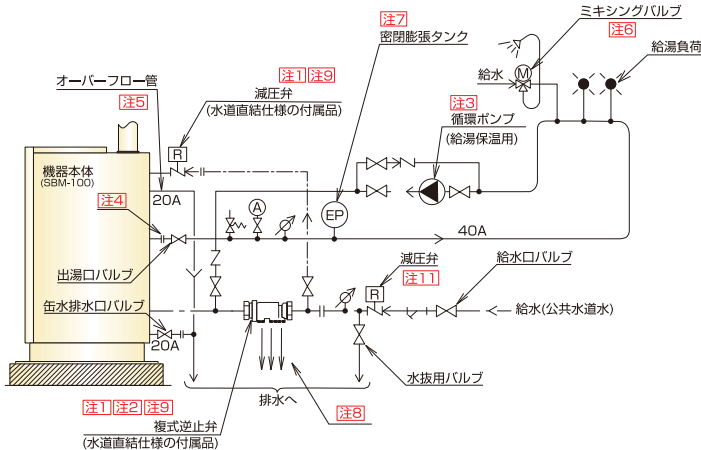 ミキシングバルブ
注6
注7
密閉膨張タンク
給湯負荷
オーバーフロー管
注5
注1 注9
減圧弁
(水道直結仕様の付属品)
給水
M
注3
循環ポンプ
(給湯保温用)
R
機器本体
(SBM-100)
20A
注4
A
EP
40A
出湯口バルブ
減圧弁
注11
給水口バルブ
R
缶水排水口バルブ
給水(公共水道水)
20A
水抜用バルブ
排水へ
注8
注1 注2 注9
複式逆止弁
(水道直結仕様の付属品)